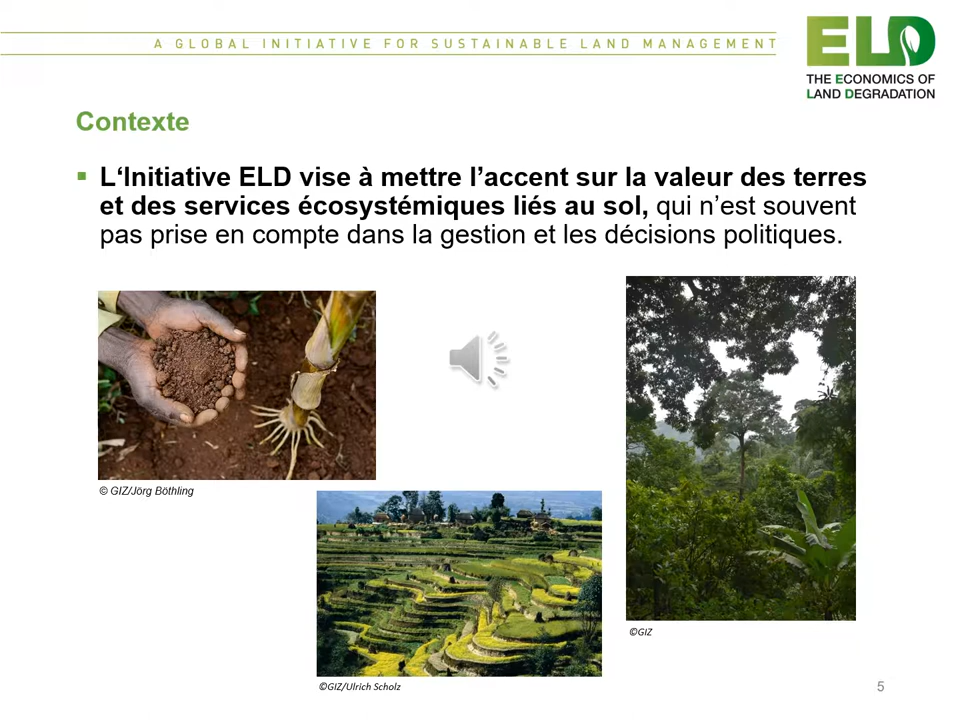 A GLOBAL INITIATIVE FOR SUSTAINABLE LAND MANAGEMENT
ELD
THE ECONOMICS OF
LAND DEGRADATION
Contexte
L‘Initiative ELD vise à mettre l’accent sur la valeur des terres
et des services écosystémiques liés au sol, qui n’est souvent
pas prise en compte dans la gestion et les décisions politiques.
© GIZ/Jörg Böthling
©GIZ
©GIZ/Ulrich Scholz
5